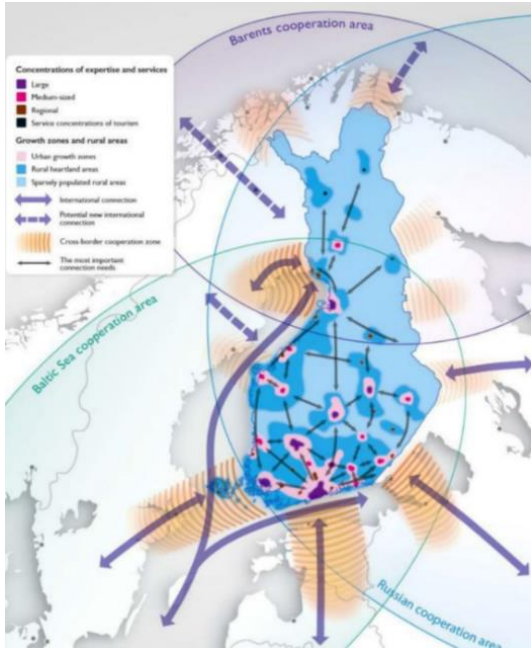 Barents cooperation area
Concentrations of expertise and services
Large
Medium-sized
Regional
Service concentrations of tourism
Growth zones and rural areas
Urban growth zones
Rural heartland areas
Sparsely populated rural areas
International connection
Potential new international
connection
Cross-border cooperation zone
The most important
connection needs
Baltic Sea cooperation area
Russian cooperation area